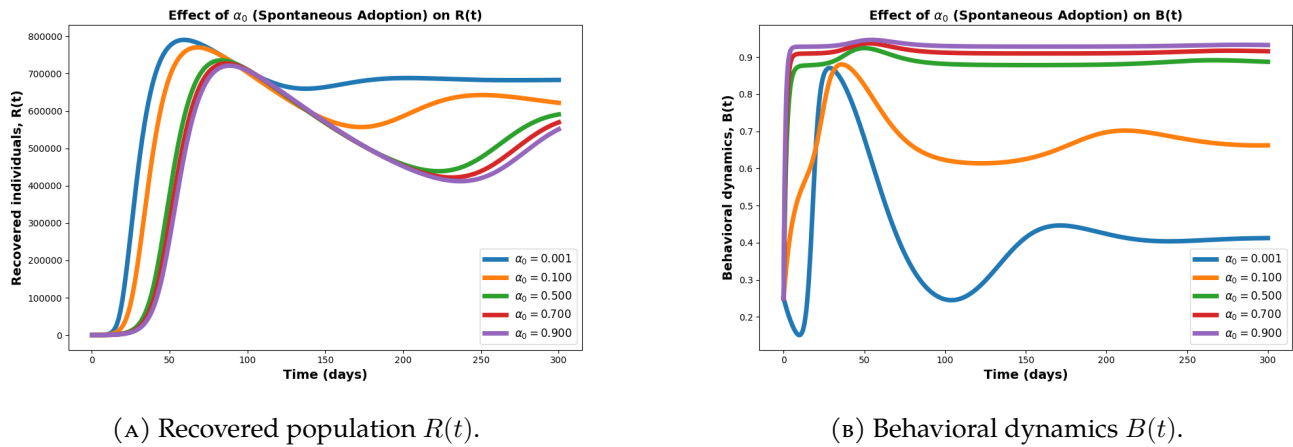 Effect of α₀ (Spontaneous Adoption) on R(t)
Recovered individuals, R(t)
800000
700000
600000
500000
400000
300000
200000
100000
0
α₀ = 0.001
α₀ = 0.100
α₀ = 0.500
α₀ = 0.700
α₀ = 0.900
0 50 100 150 200 250 300
Time (days)
(A) Recovered population R(t).
Effect of α₀ (Spontaneous Adoption) on B(t)
Behavioral dynamics, B(t)
0.9
0.8
0.7
0.6
0.5
0.4
0.3
0.2
α₀ = 0.001
α₀ = 0.100
α₀ = 0.500
α₀ = 0.700
α₀ = 0.900
0 50 100 150 200 250 300
Time (days)
(B) Behavioral dynamics B(t).